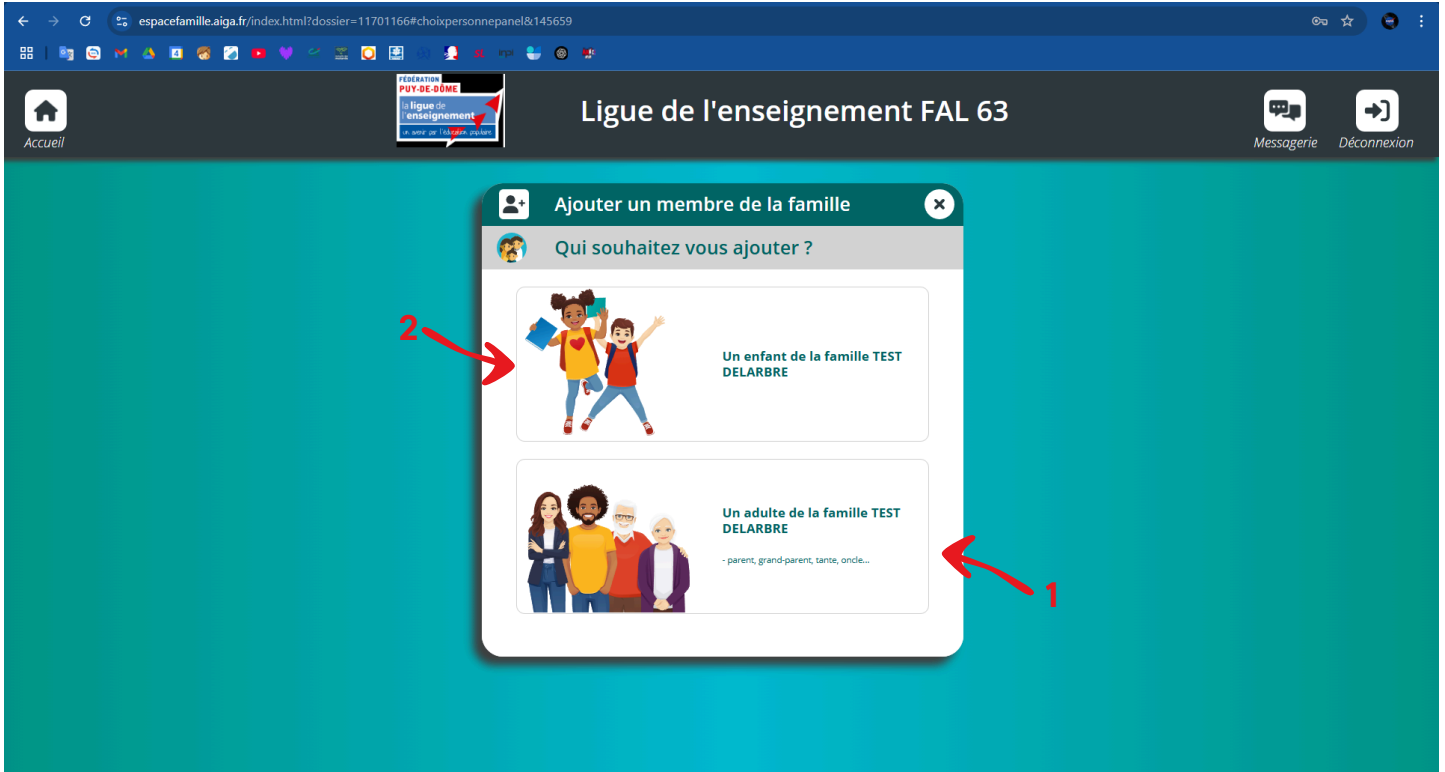 espacefamille.aiga.fr/index.html?dossier=11701166#choixpersonnepanel&145659
inpi
Accueil
FÉDÉRATION
PUY-DE-DÔME
la ligue de
l'enseignement
un avenir par l'éducation populaire
Ligue de l'enseignement FAL 63
Messagerie
Déconnexion
Ajouter un membre de la famille
Qui souhaitez vous ajouter ?
2
Un enfant de la famille TEST
DELARBRE
Un adulte de la famille TEST
DELARBRE
- parent, grand-parent, tante, oncle...
1